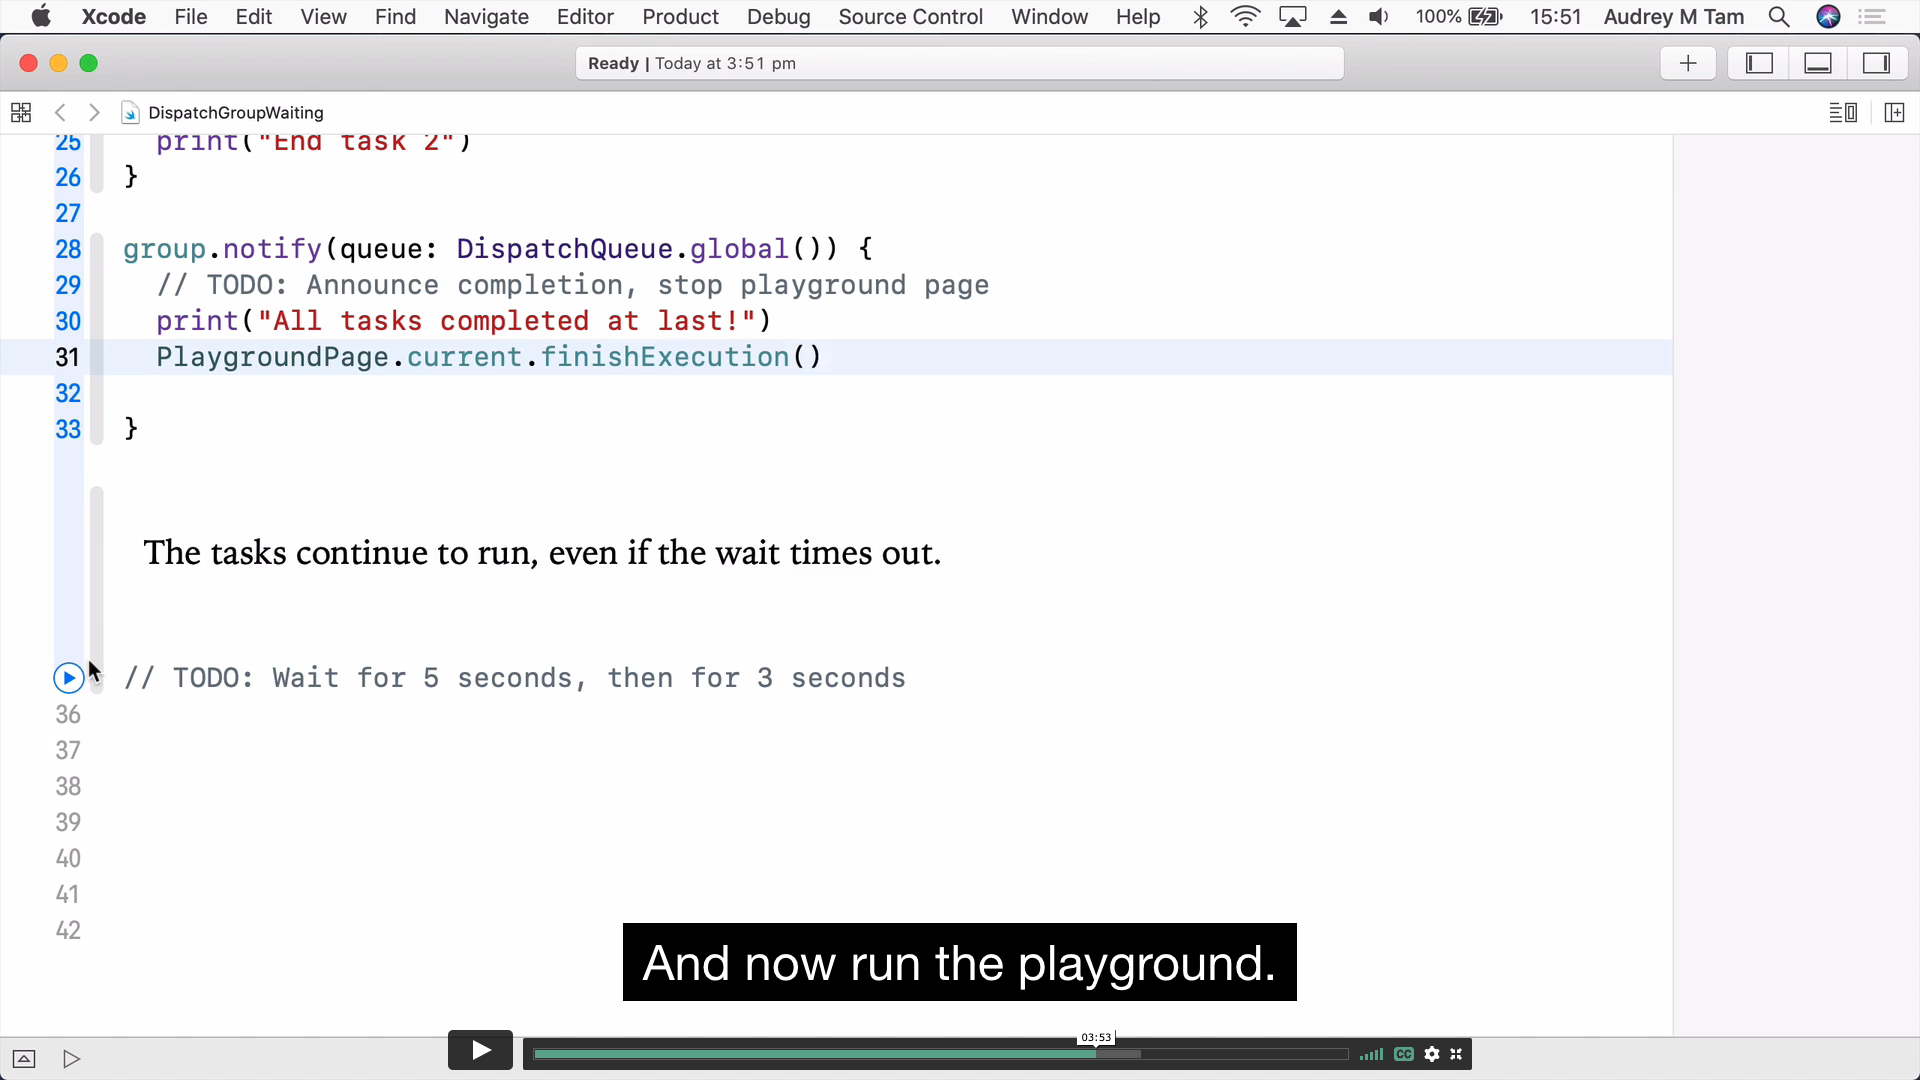 Xcode File Edit View Find Navigate Editor Product Debug Source Control Window Help 100% 15:51 Audrey M Tam
Ready | Today at 3:51 pm
DispatchGroupWaiting
25 print("End task 2")
26 }
27
28 group.notify(queue: DispatchQueue.global()) {
29 // TODO: Announce completion, stop playground page
30 print("All tasks completed at last!")
31 PlaygroundPage.current.finishExecution()
32
33 }
The tasks continue to run, even if the wait times out.
// TODO: Wait for 5 seconds, then for 3 seconds
36
37
38
39
40
41
42
And now run the playground.
03:53
CC